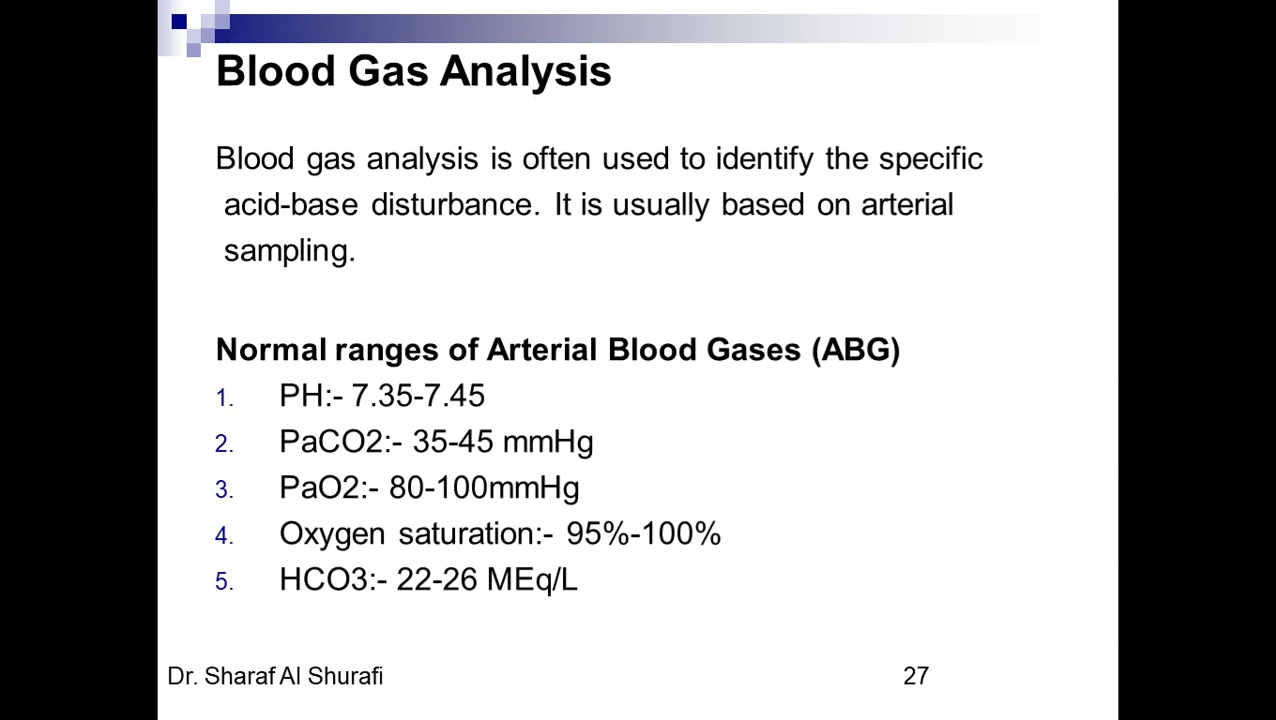 Blood Gas Analysis
Blood gas analysis is often used to identify the specific
acid-base disturbance. It is usually based on arterial
sampling.
Normal ranges of Arterial Blood Gases (ABG)
1. PH:- 7.35-7.45
2. PaCO2:- 35-45 mmHg
3. PaO2:- 80-100mmHg
4. Oxygen saturation:- 95%-100%
5. HCO3:- 22-26 MEq/L
Dr. Sharaf Al Shurafi 27